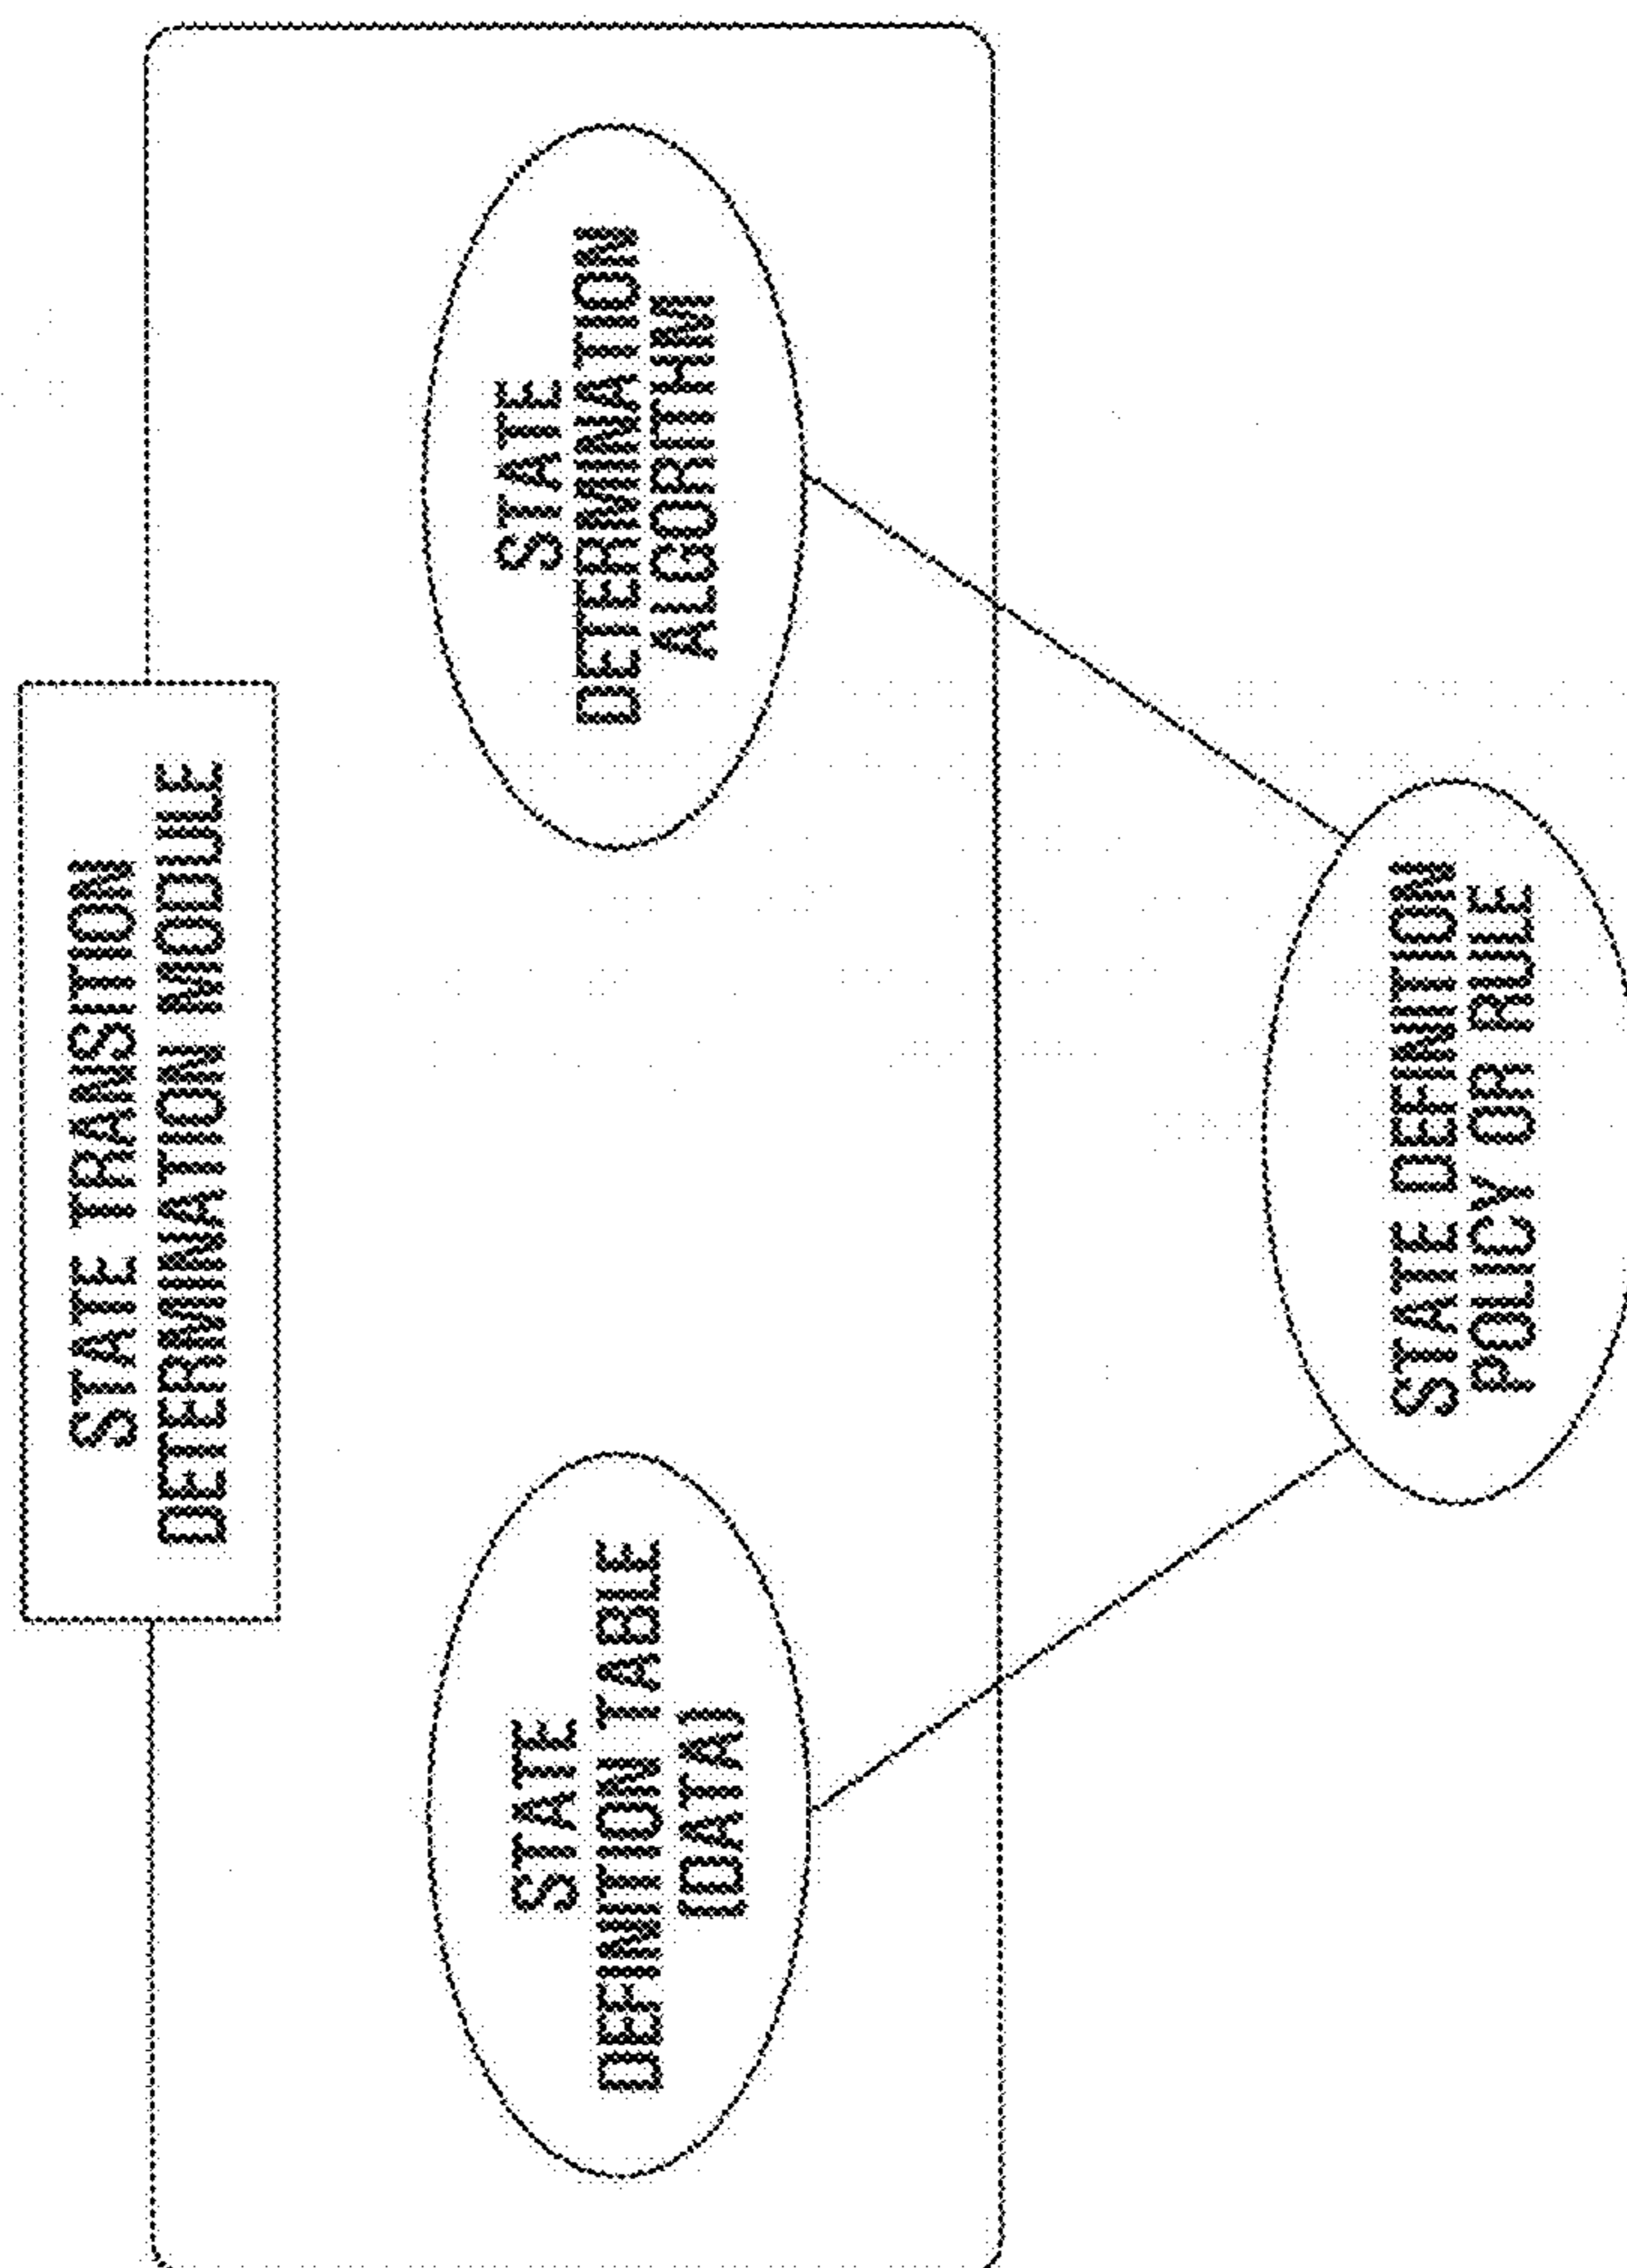 STATE TRANSITION
DETERMINATION MODULE
STATE
DEFINITION TABLE
(DATA)
STATE
DETERMINATION
ALGORITHM
STATE DEFINITION
POLICY OR RULE